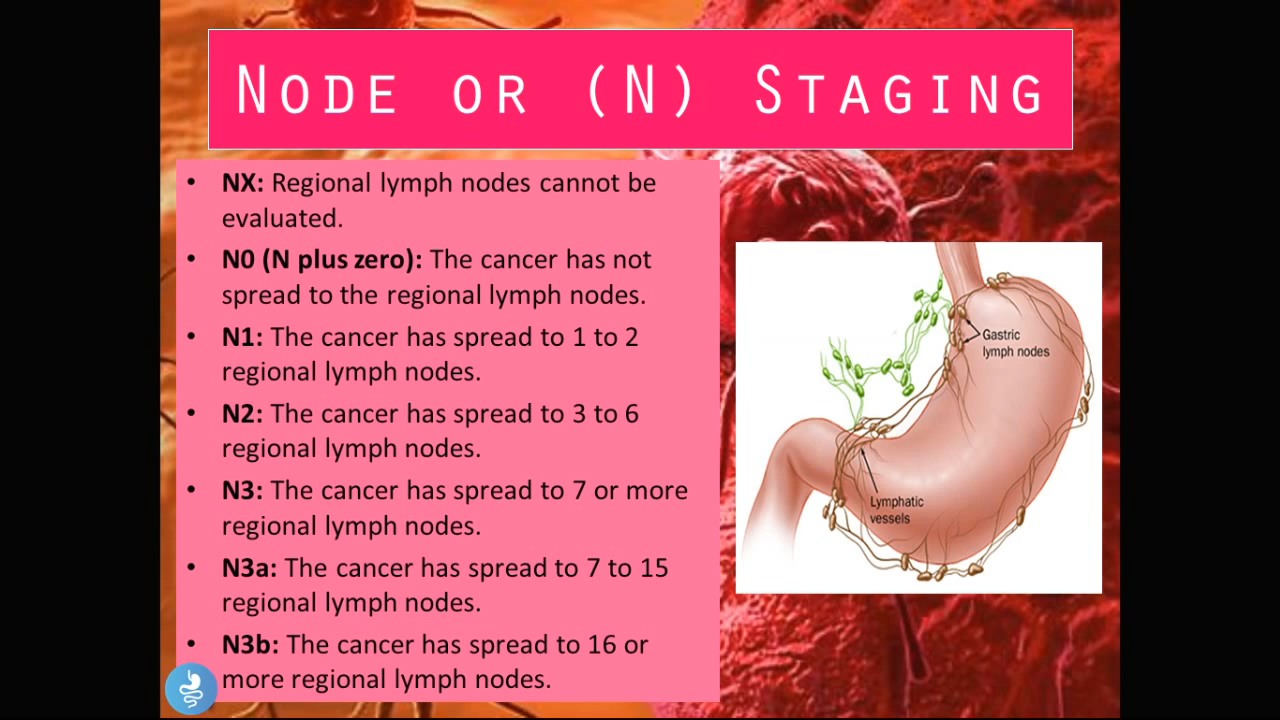 Node or (N) Staging
• NX: Regional lymph nodes cannot be
evaluated.
• N0 (N plus zero): The cancer has not
spread to the regional lymph nodes.
• N1: The cancer has spread to 1 to 2
regional lymph nodes.
• N2: The cancer has spread to 3 to 6
regional lymph nodes.
• N3: The cancer has spread to 7 or more
regional lymph nodes.
• N3a: The cancer has spread to 7 to 15
regional lymph nodes.
• N3b: The cancer has spread to 16 or
more regional lymph nodes.
Gastric
lymph nodes
Lymphatic
vessels